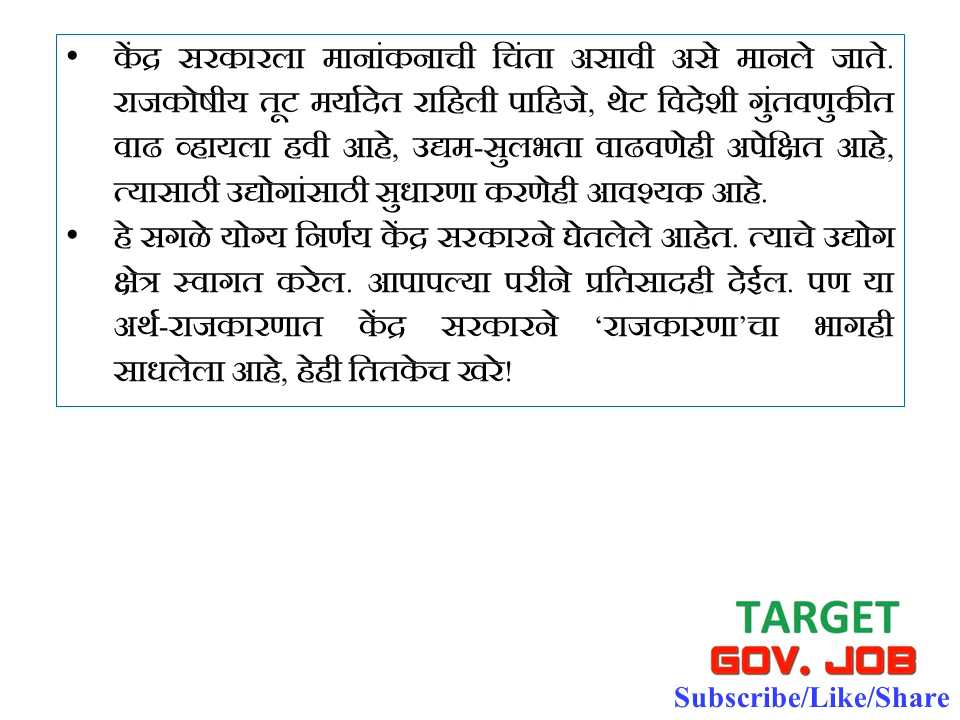 • केंद्र सरकारला मानांकनाची चिंता असावी असे मानले जाते.
राजकोषीय तूट मर्यादेत राहिली पाहिजे, थेट विदेशी गुंतवणुकीत
वाढ व्हायला हवी आहे, उद्यम-सुलभता वाढवणेही अपेक्षित आहे,
त्यासाठी उद्योगांसाठी सुधारणा करणेही आवश्यक आहे.
• हे सगळे योग्य निर्णय केंद्र सरकारने घेतलेले आहेत. त्याचे उद्योग
क्षेत्र स्वागत करेल. आपापल्या परीने प्रतिसादही देईल. पण या
अर्थ-राजकारणात केंद्र सरकारने ‘राजकारणा’चा भागही
साधलेला आहे, हेही तितकेच खरे!
TARGET
GOV. JOB
Subscribe/Like/Share